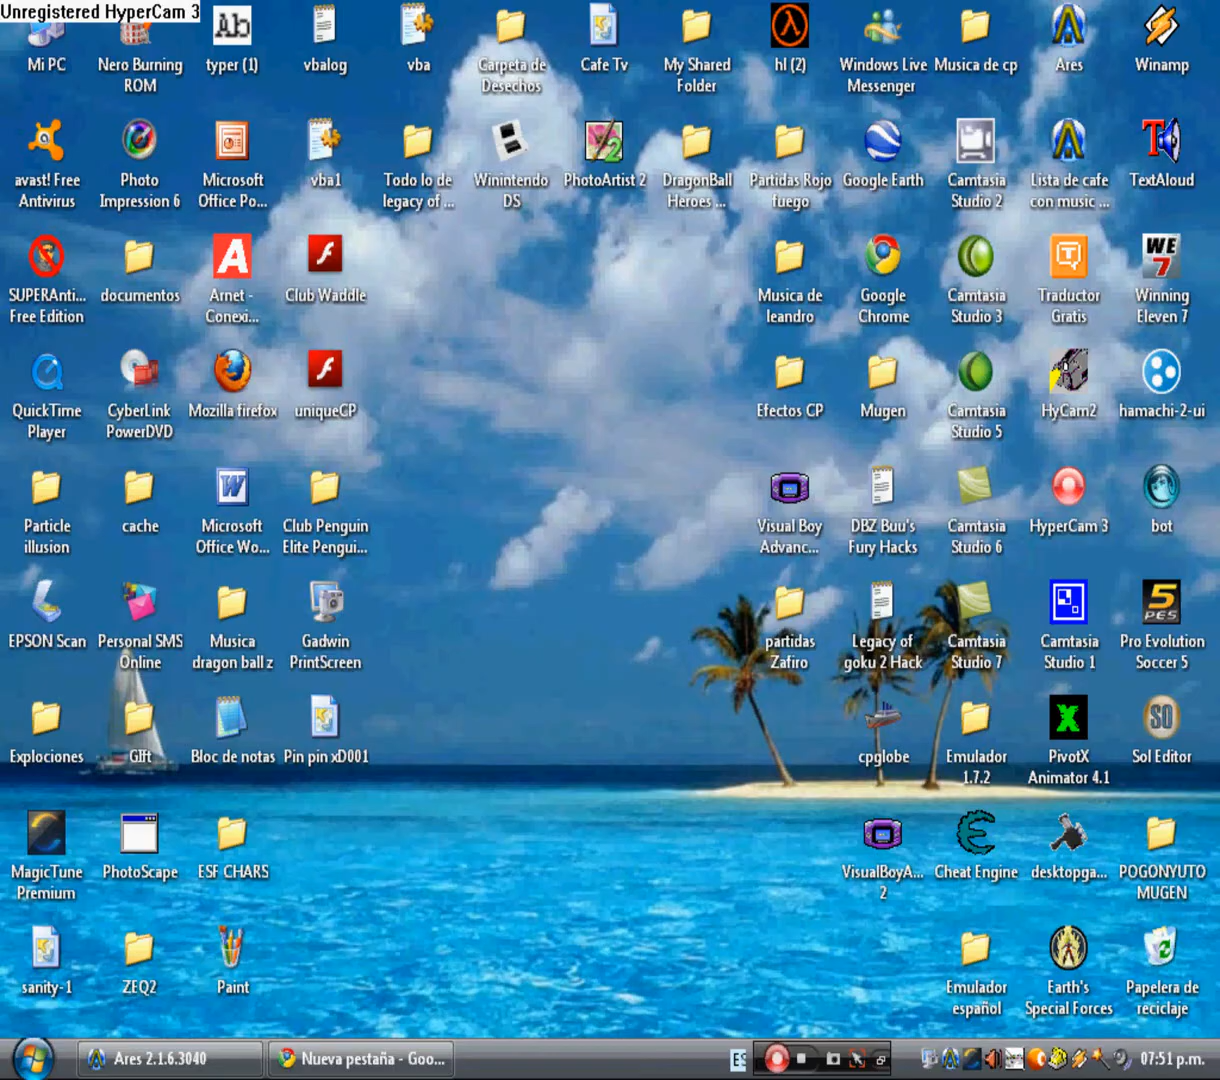 Unregistered HyperCam 3
Mi PC
Nero Burning
ROM
typer (1)
vbalog
vba
Carpeta de
Desechos
Cafe Tv
My Shared
Folder
hl (2)
Windows Live
Messenger
Musica de cp
Ares
Winamp
avast! Free
Antivirus
Photo
Impression 6
Microsoft
Office Po...
vba1
Todo lo de
legacy of ...
Winintendo
DS
PhotoArtist 2
DragonBall
Heroes ...
Partidas Rojo
fuego
Google Earth
Camtasia
Studio 2
Lista de cafe
con music ...
TextAloud
SUPERAnti...
Free Edition
documentos
Arnet -
Conexi...
Club Waddle
Musica de
leandro
Google
Chrome
Camtasia
Studio 3
Traductor
Gratis
WE
7
Winning
Eleven 7
QuickTime
Player
CyberLink
PowerDVD
Mozilla firefox
uniqueCP
Efectos CP
Mugen
Camtasia
Studio 5
HyCam2
hamachi-2-ui
Particle
illusion
cache
Microsoft
Office Wo...
Club Penguin
Elite Pengui...
Visual Boy
Advanc...
DBZ Buu's
Fury Hacks
Camtasia
Studio 6
HyperCam 3
bot
EPSON Scan
Personal SMS
Online
Musica
dragon ball z
Gadwin
PrintScreen
partidas
Zafiro
Legacy of
goku 2 Hack
Camtasia
Studio 7
Camtasia
Studio 1
5
PES
Pro Evolution
Soccer 5
Explociones
GIft
Bloc de notas
Pin pin xD001
cpglobe
Emulador
1.7.2
PivotX
Animator 4.1
SO
Sol Editor
MagicTune
Premium
PhotoScape
ESF CHARS
VisualBoyA...
2
Cheat Engine
desktopga...
POGONYUTO
MUGEN
sanity-1
ZEQ2
Paint
Emulador
español
Earth's
Special Forces
Papelera de
reciclaje
Ares 2.1.6.3040
Nueva pestaña - Goo...
ES
07:51 p.m.